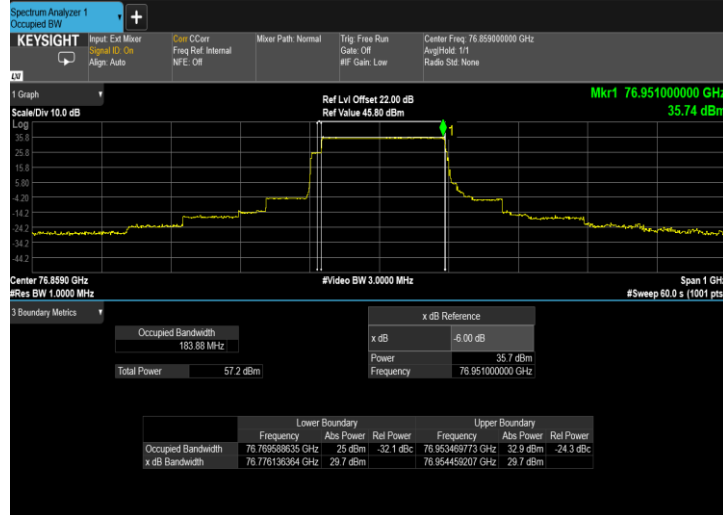 Spectrum Analyzer 1
Occupied BW
+
KEYSIGHT Input: Ext Mixer Corr CCorr Mixer Path: Normal Trig: Free Run Center Freq: 76.859000000 GHz
Signal ID: On Freq Ref: Internal Gate: Off Avg|Hold: 1/1
Align: Auto NFE: Off #IF Gain: Low Radio Std: None
LXI
1 Graph Ref Lvl Offset 22.00 dB Mkr1 76.951000000 GHz
Scale/Div 10.0 dB Ref Value 45.80 dBm 35.74 dBm
Log
35.8
25.8
15.8
5.80
-4.20
-14.2
-24.2
-34.2
-44.2
1
Center 76.8590 GHz #Video BW 3.0000 MHz Span 1 GHz
#Res BW 1.0000 MHz #Sweep 60.0 s (1001 pts
3 Boundary Metrics
x dB Reference
Occupied Bandwidth x dB -6.00 dB
183.88 MHz
Power 35.7 dBm
Total Power 57.2 dBm Frequency 76.951000000 GHz
Lower Boundary Upper Boundary
Frequency Abs Power Rel Power Frequency Abs Power Rel Power
Occupied Bandwidth 76.769588635 GHz 25 dBm -32.1 dBc 76.953469773 GHz 32.9 dBm -24.3 dBc
x dB Bandwidth 76.776136364 GHz 29.7 dBm 76.954459207 GHz 29.7 dBm